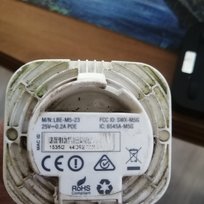 M/N: LBE-M5-23
25V⎓0.2A POE
FCC ID: SWX-M5G
IC: 6545A-M5G
MAC ID
RoHS
Compliant